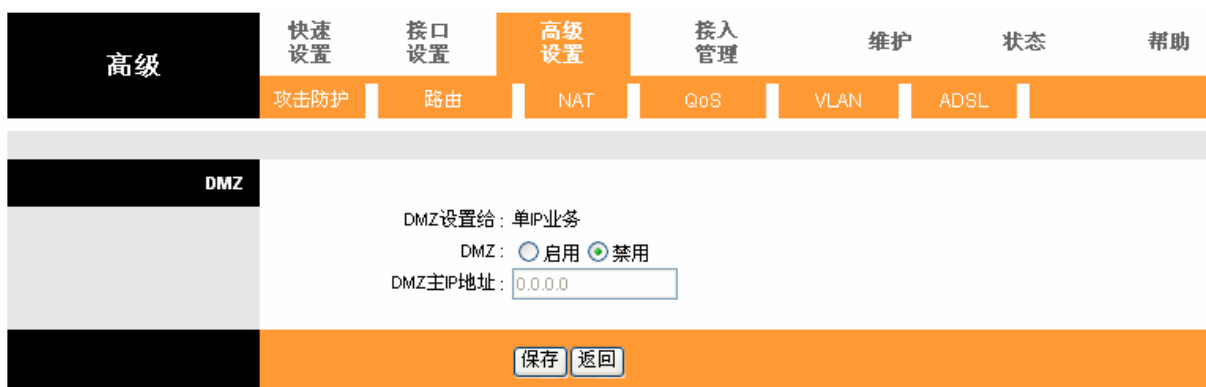 高级
快速
设置
接口
设置
高级
设置
接入
管理
维护
状态
帮助
攻击防护
路由
NAT
QoS
VLAN
ADSL
DMZ
DMZ设置给: 单IP业务
DMZ: 启用 禁用
DMZ主IP地址: 0.0.0.0
保存 返回